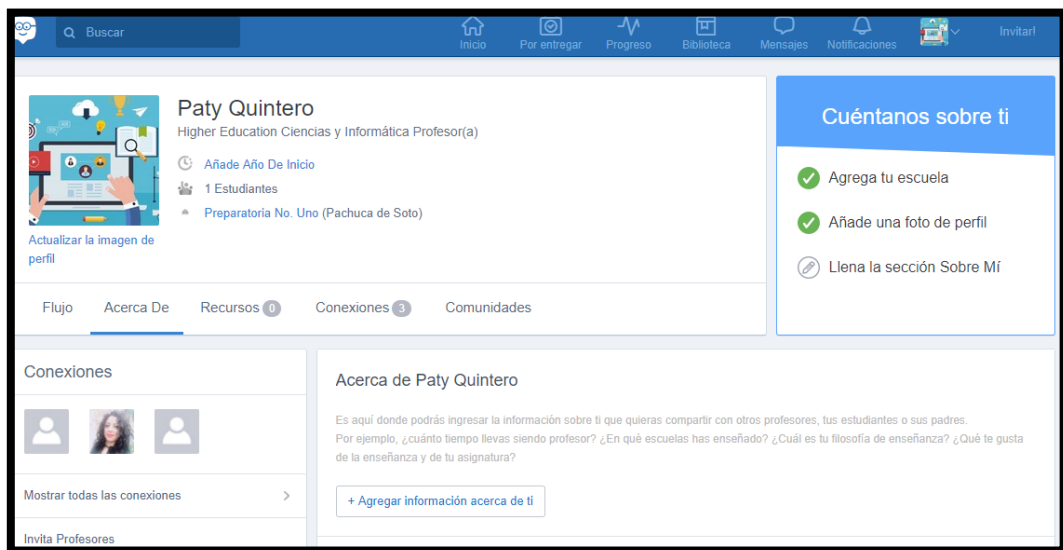 Buscar
Inicio
Por entregar
Progreso
Biblioteca
Mensajes
Notificaciones
Invitar!
Paty Quintero
Higher Education Ciencias y Informática Profesor(a)
Añade Año De Inicio
1 Estudiantes
Preparatoria No. Uno (Pachuca de Soto)
Actualizar la imagen de
perfil
Cuéntanos sobre ti
Agrega tu escuela
Añade una foto de perfil
Llena la sección Sobre Mí
Flujo
Acerca De
Recursos 0
Conexiones 3
Comunidades
Conexiones
Mostrar todas las conexiones
Invita Profesores
Acerca de Paty Quintero
Es aquí donde podrás ingresar la información sobre ti que quieras compartir con otros profesores, tus estudiantes o sus padres.
Por ejemplo, ¿cuánto tiempo llevas siendo profesor? ¿En qué escuelas has enseñado? ¿Cuál es tu filosofía de enseñanza? ¿Qué te gusta
de la enseñanza y de tu asignatura?
+ Agregar información acerca de ti